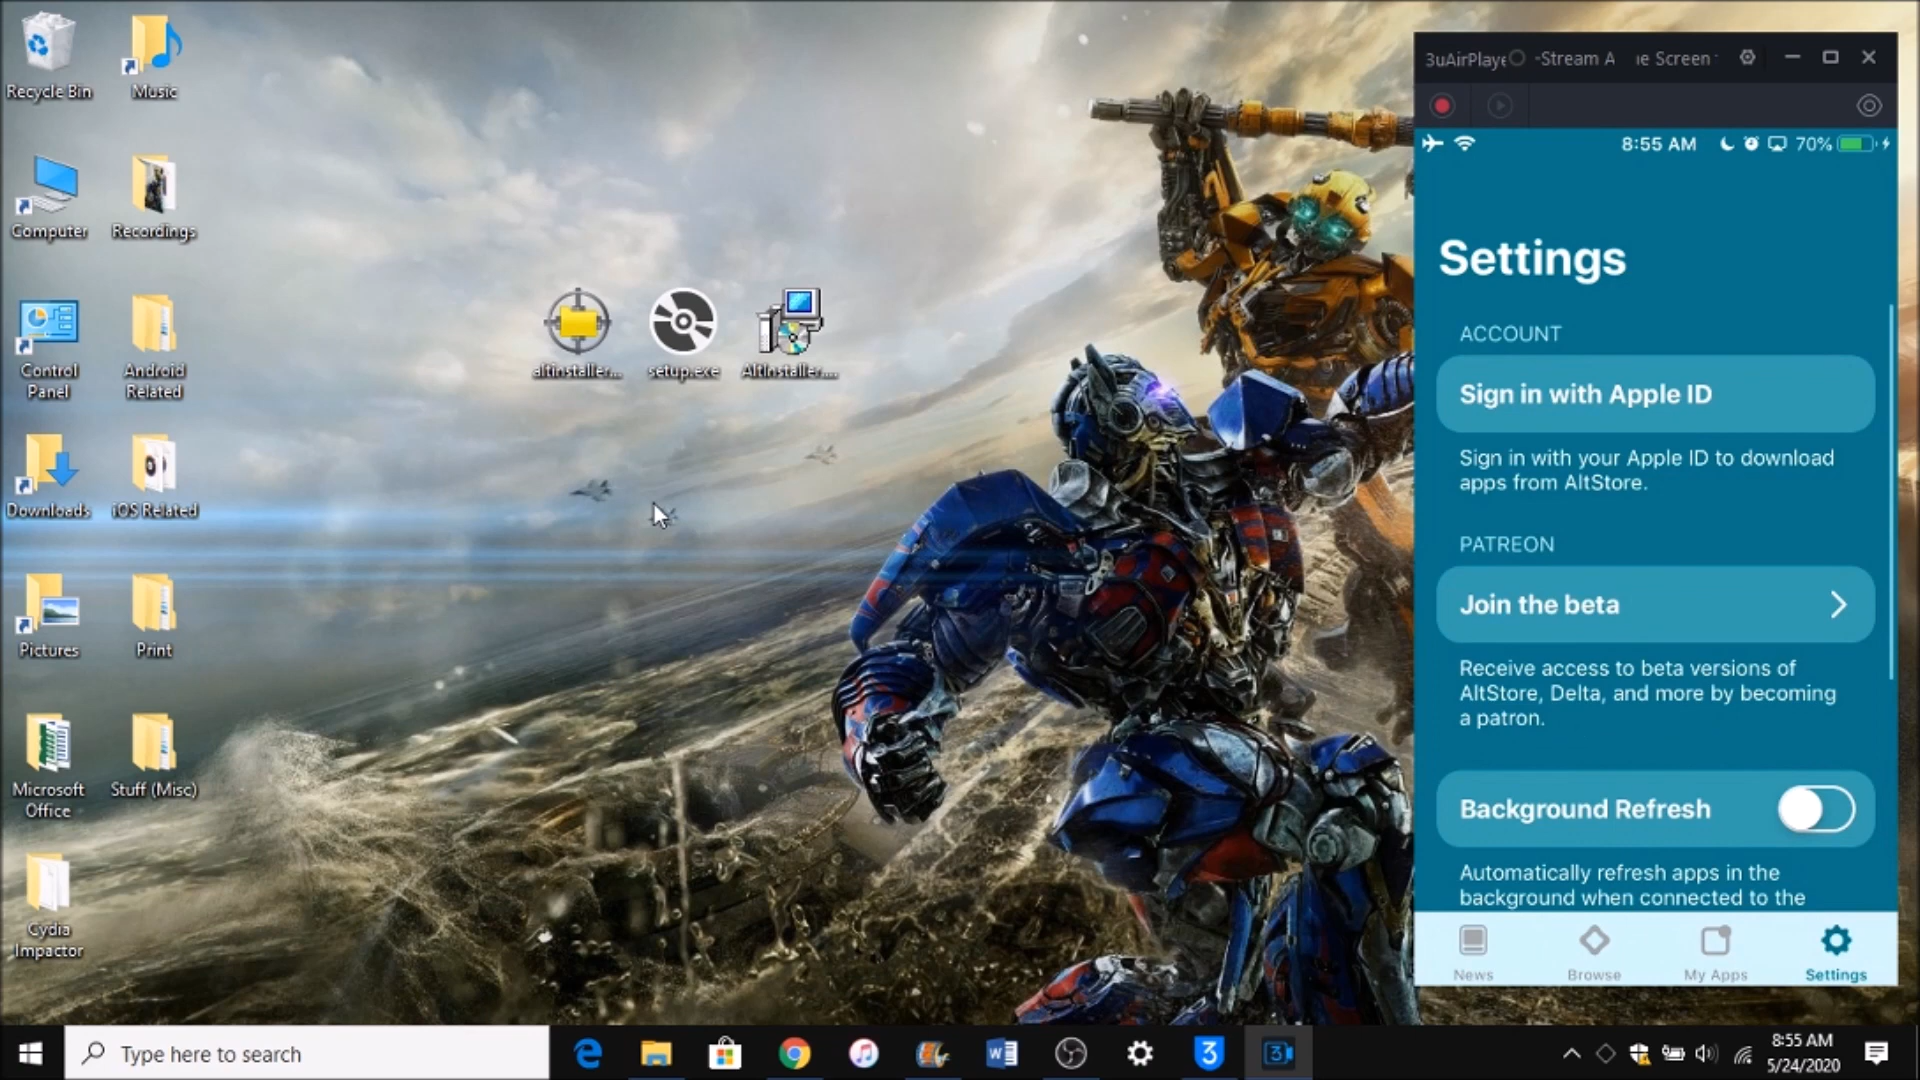 Recycle Bin
Music
Computer
Recordings
Control
Panel
Android
Related
Downloads
iOS Related
Pictures
Print
Microsoft
Office
Stuff (Misc)
Cydia
Impactor
altinstaller...
setup.exe
AltInstaller....
-Stream A
ie Screen
8:55 AM
70%
Settings
ACCOUNT
Sign in with Apple ID
Sign in with your Apple ID to download
apps from AltStore.
PATREON
Join the beta
Receive access to beta versions of
AltStore, Delta, and more by becoming
a patron.
Background Refresh
Automatically refresh apps in the
background when connected to the
News
Browse
My Apps
Settings
Type here to search
8:55 AM
5/24/2020